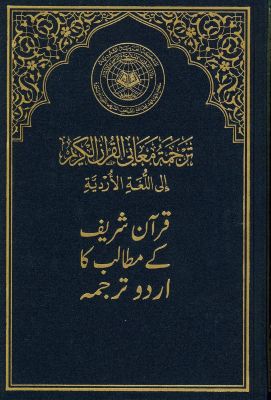 ترجمة معاني القرآن الكريم
إلى اللغة الأردية
قرآن شریف
کے مطالب کا
اردو ترجمہ